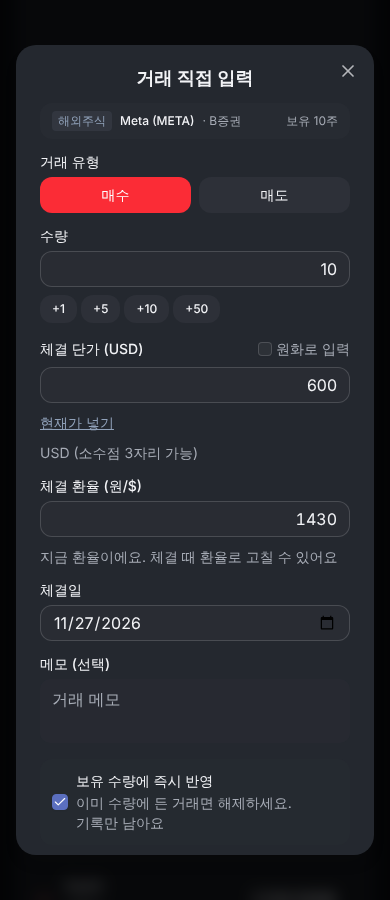 거래 직접 입력
해외주식 Meta (META) · B증권 보유 10주
거래 유형
매수 매도
수량
10
+1 +5 +10 +50
체결 단가 (USD) 원화로 입력
600
현재가 넣기
USD (소수점 3자리 가능)
체결 환율 (원/$)
1430
지금 환율이에요. 체결 때 환율로 고칠 수 있어요
체결일
11/27/2026
메모 (선택)
거래 메모
보유 수량에 즉시 반영
이미 수량에 든 거래면 해제하세요.
기록만 남아요